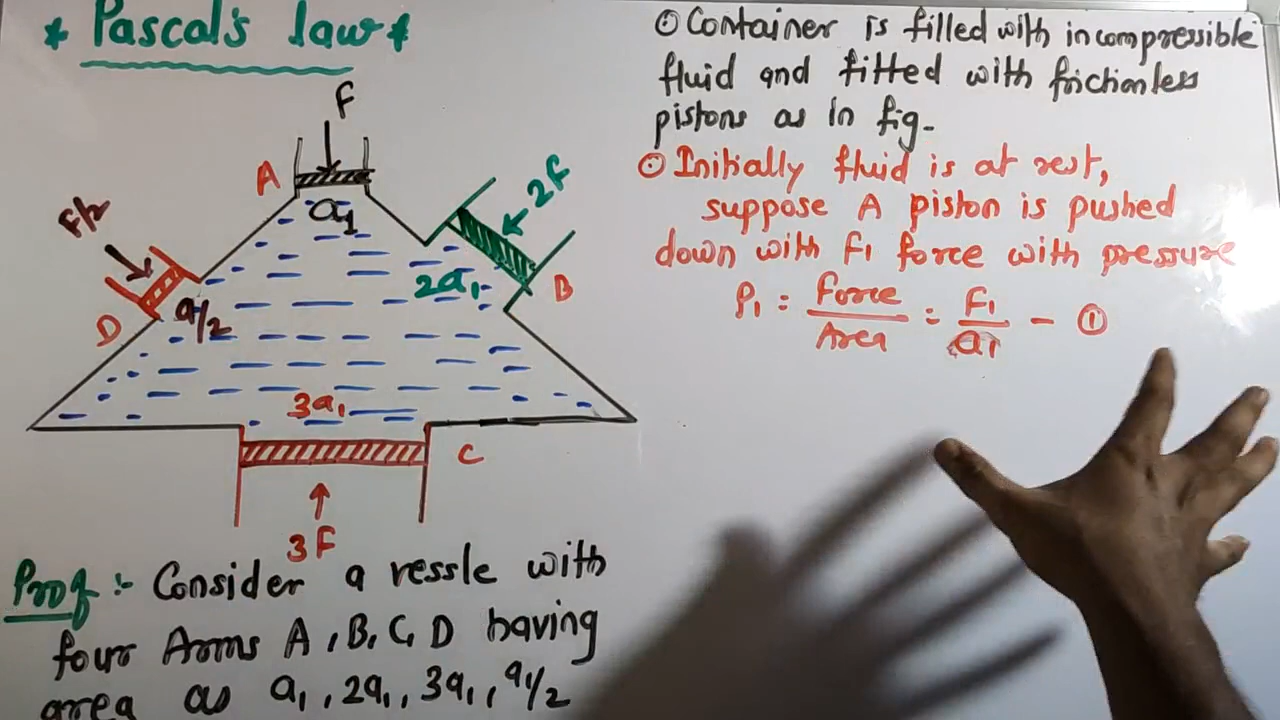 * Pascal's law *
F
A
a₁
2F
F/2
2a₁
B
a/2
D
3a₁
C
3F
Prof :- Consider a ressle with
four Arms A, B, C, D having
area as a₁, 2a₁, 3a₁, a₁/2
⊙ Container is filled with incompressible
fluid and fitted with frictionless
pistons as in fig-
⊙ Initially fluid is at rest,
suppose A piston is pushed
down with F1 force with pressure
P₁ = Force/Area = F₁/a₁ - ①